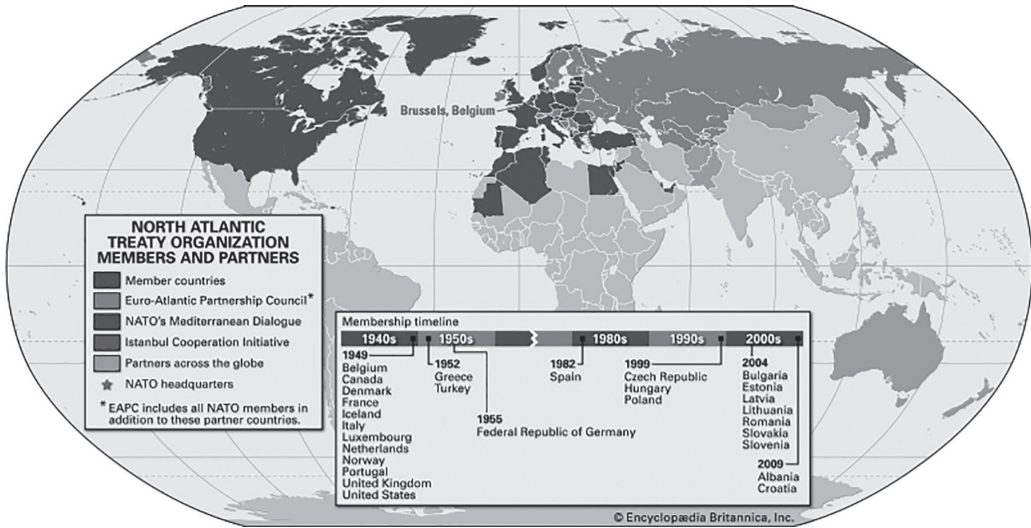 Brussels, Belgium
NORTH ATLANTIC
TREATY ORGANIZATION
MEMBERS AND PARTNERS
Member countries
Euro-Atlantic Partnership Council*
NATO's Mediterranean Dialogue
Istanbul Cooperation Initiative
Partners across the globe
NATO headquarters
* EAPC includes all NATO members in
addition to these partner countries.
Membership timeline
1940s 1950s 1980s 1990s 2000s
1949
Belgium
Canada
Denmark
France
Iceland
Italy
Luxembourg
Netherlands
Norway
Portugal
United Kingdom
United States
1952
Greece
Turkey
1955
Federal Republic of Germany
1982
Spain
1999
Czech Republic
Hungary
Poland
2004
Bulgaria
Estonia
Latvia
Lithuania
Romania
Slovakia
Slovenia
2009
Albania
Croatia
© Encyclopædia Britannica, Inc.